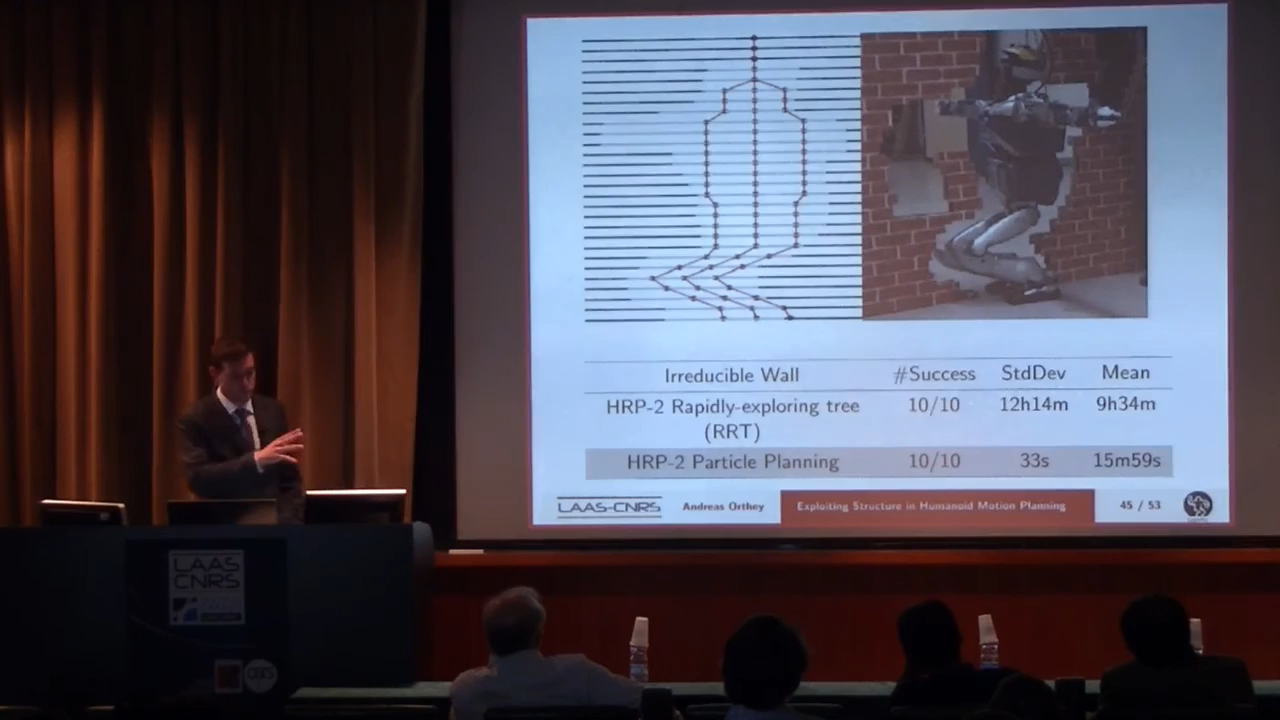 Irreducible Wall #Success StdDev Mean
HRP-2 Rapidly-exploring tree 10/10 12h14m 9h34m
(RRT)
HRP-2 Particle Planning 10/10 33s 15m59s
LAAS-CNRS Andreas Orthey Exploiting Structure in Humanoid Motion Planning 45 / 53
LAAS
CNRS
cnrs